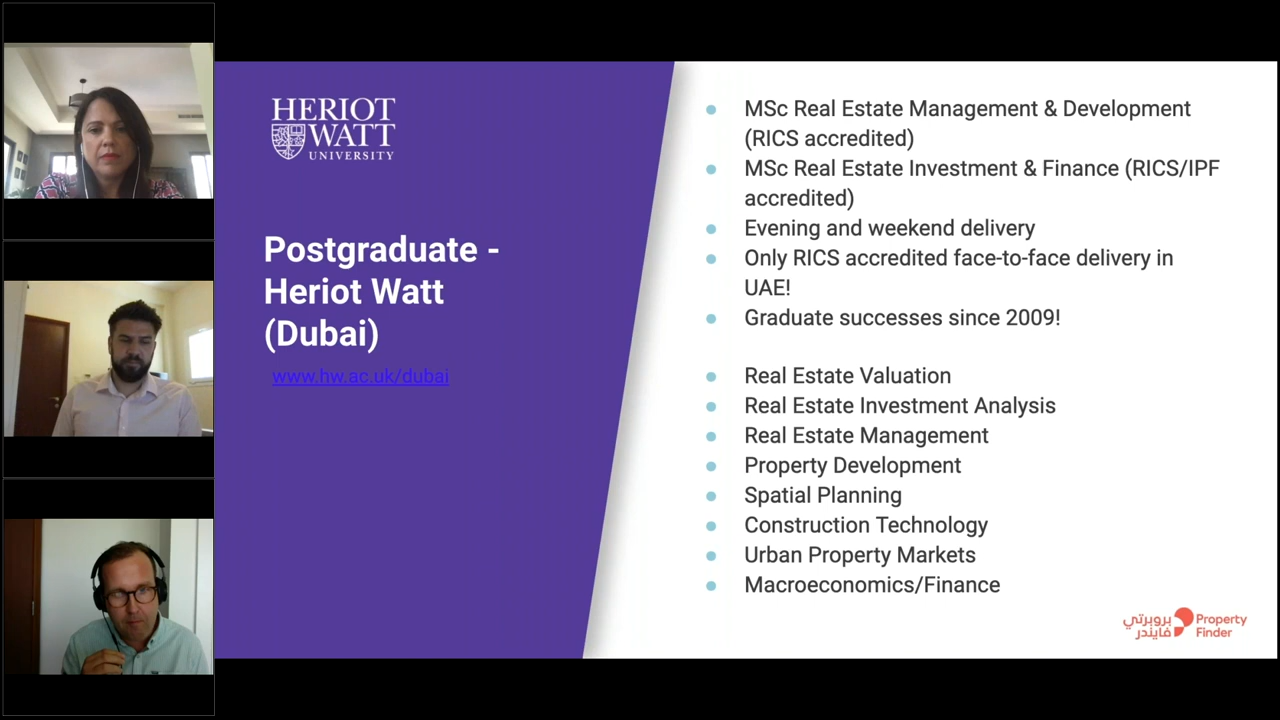 HERIOT
WATT
UNIVERSITY
Postgraduate -
Heriot Watt
(Dubai)
www.hw.ac.uk/dubai
MSc Real Estate Management & Development
(RICS accredited)
MSc Real Estate Investment & Finance (RICS/IPF
accredited)
Evening and weekend delivery
Only RICS accredited face-to-face delivery in
UAE!
Graduate successes since 2009!
Real Estate Valuation
Real Estate Investment Analysis
Real Estate Management
Property Development
Spatial Planning
Construction Technology
Urban Property Markets
Macroeconomics/Finance
بروبرتي
فايندر
Property
Finder